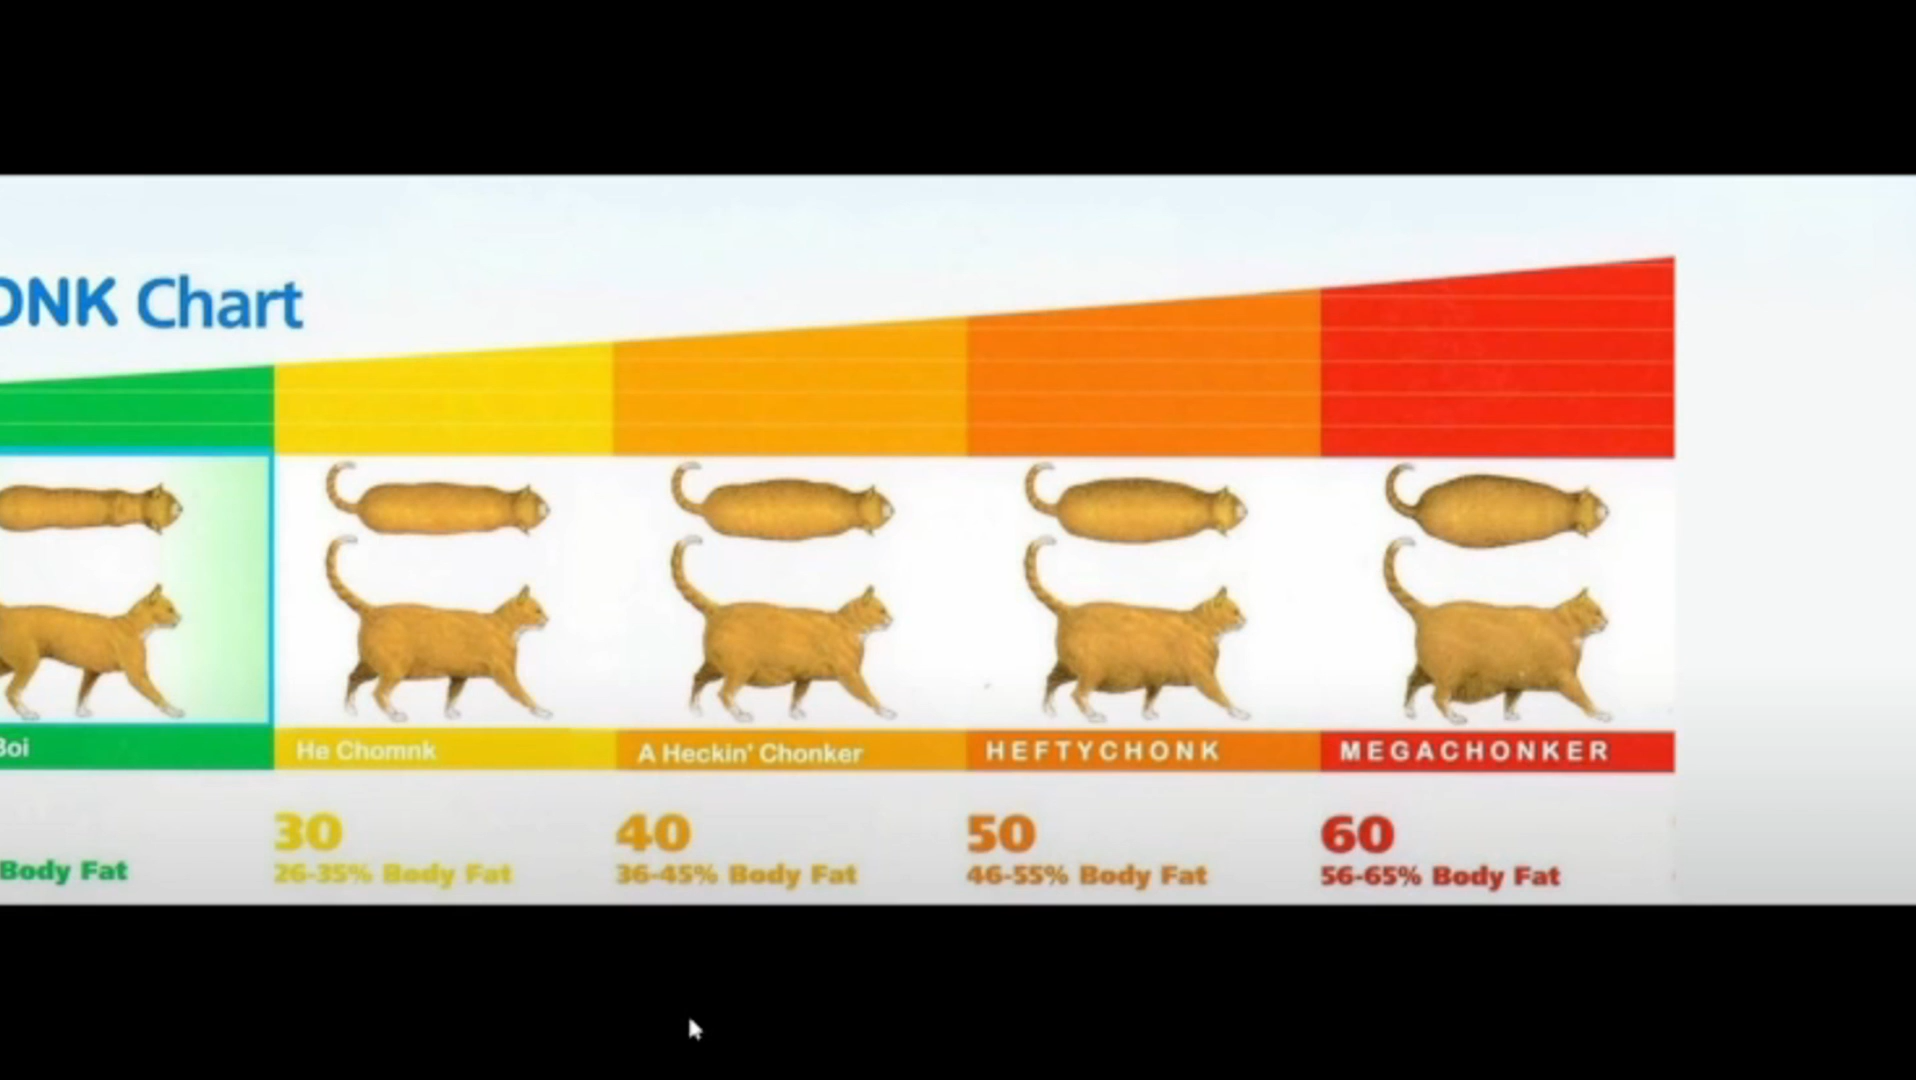 ONK Chart
Boi
He Chomnk
A Heckin' Chonker
HEFTYCHONK
MEGACHONKER
30
40
50
60
Body Fat
26-35% Body Fat
36-45% Body Fat
46-55% Body Fat
56-65% Body Fat